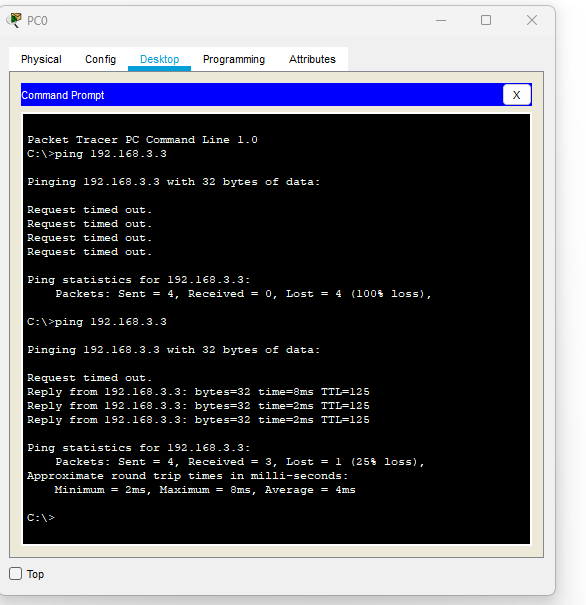 PC0
Physical Config Desktop Programming Attributes
Command Prompt
X
Packet Tracer PC Command Line 1.0
C:\>ping 192.168.3.3
Pinging 192.168.3.3 with 32 bytes of data:
Request timed out.
Request timed out.
Request timed out.
Request timed out.
Ping statistics for 192.168.3.3:
    Packets: Sent = 4, Received = 0, Lost = 4 (100% loss),
C:\>ping 192.168.3.3
Pinging 192.168.3.3 with 32 bytes of data:
Request timed out.
Reply from 192.168.3.3: bytes=32 time=8ms TTL=125
Reply from 192.168.3.3: bytes=32 time=2ms TTL=125
Reply from 192.168.3.3: bytes=32 time=2ms TTL=125
Ping statistics for 192.168.3.3:
    Packets: Sent = 4, Received = 3, Lost = 1 (25% loss),
Approximate round trip times in milli-seconds:
    Minimum = 2ms, Maximum = 8ms, Average = 4ms
C:\>
Top